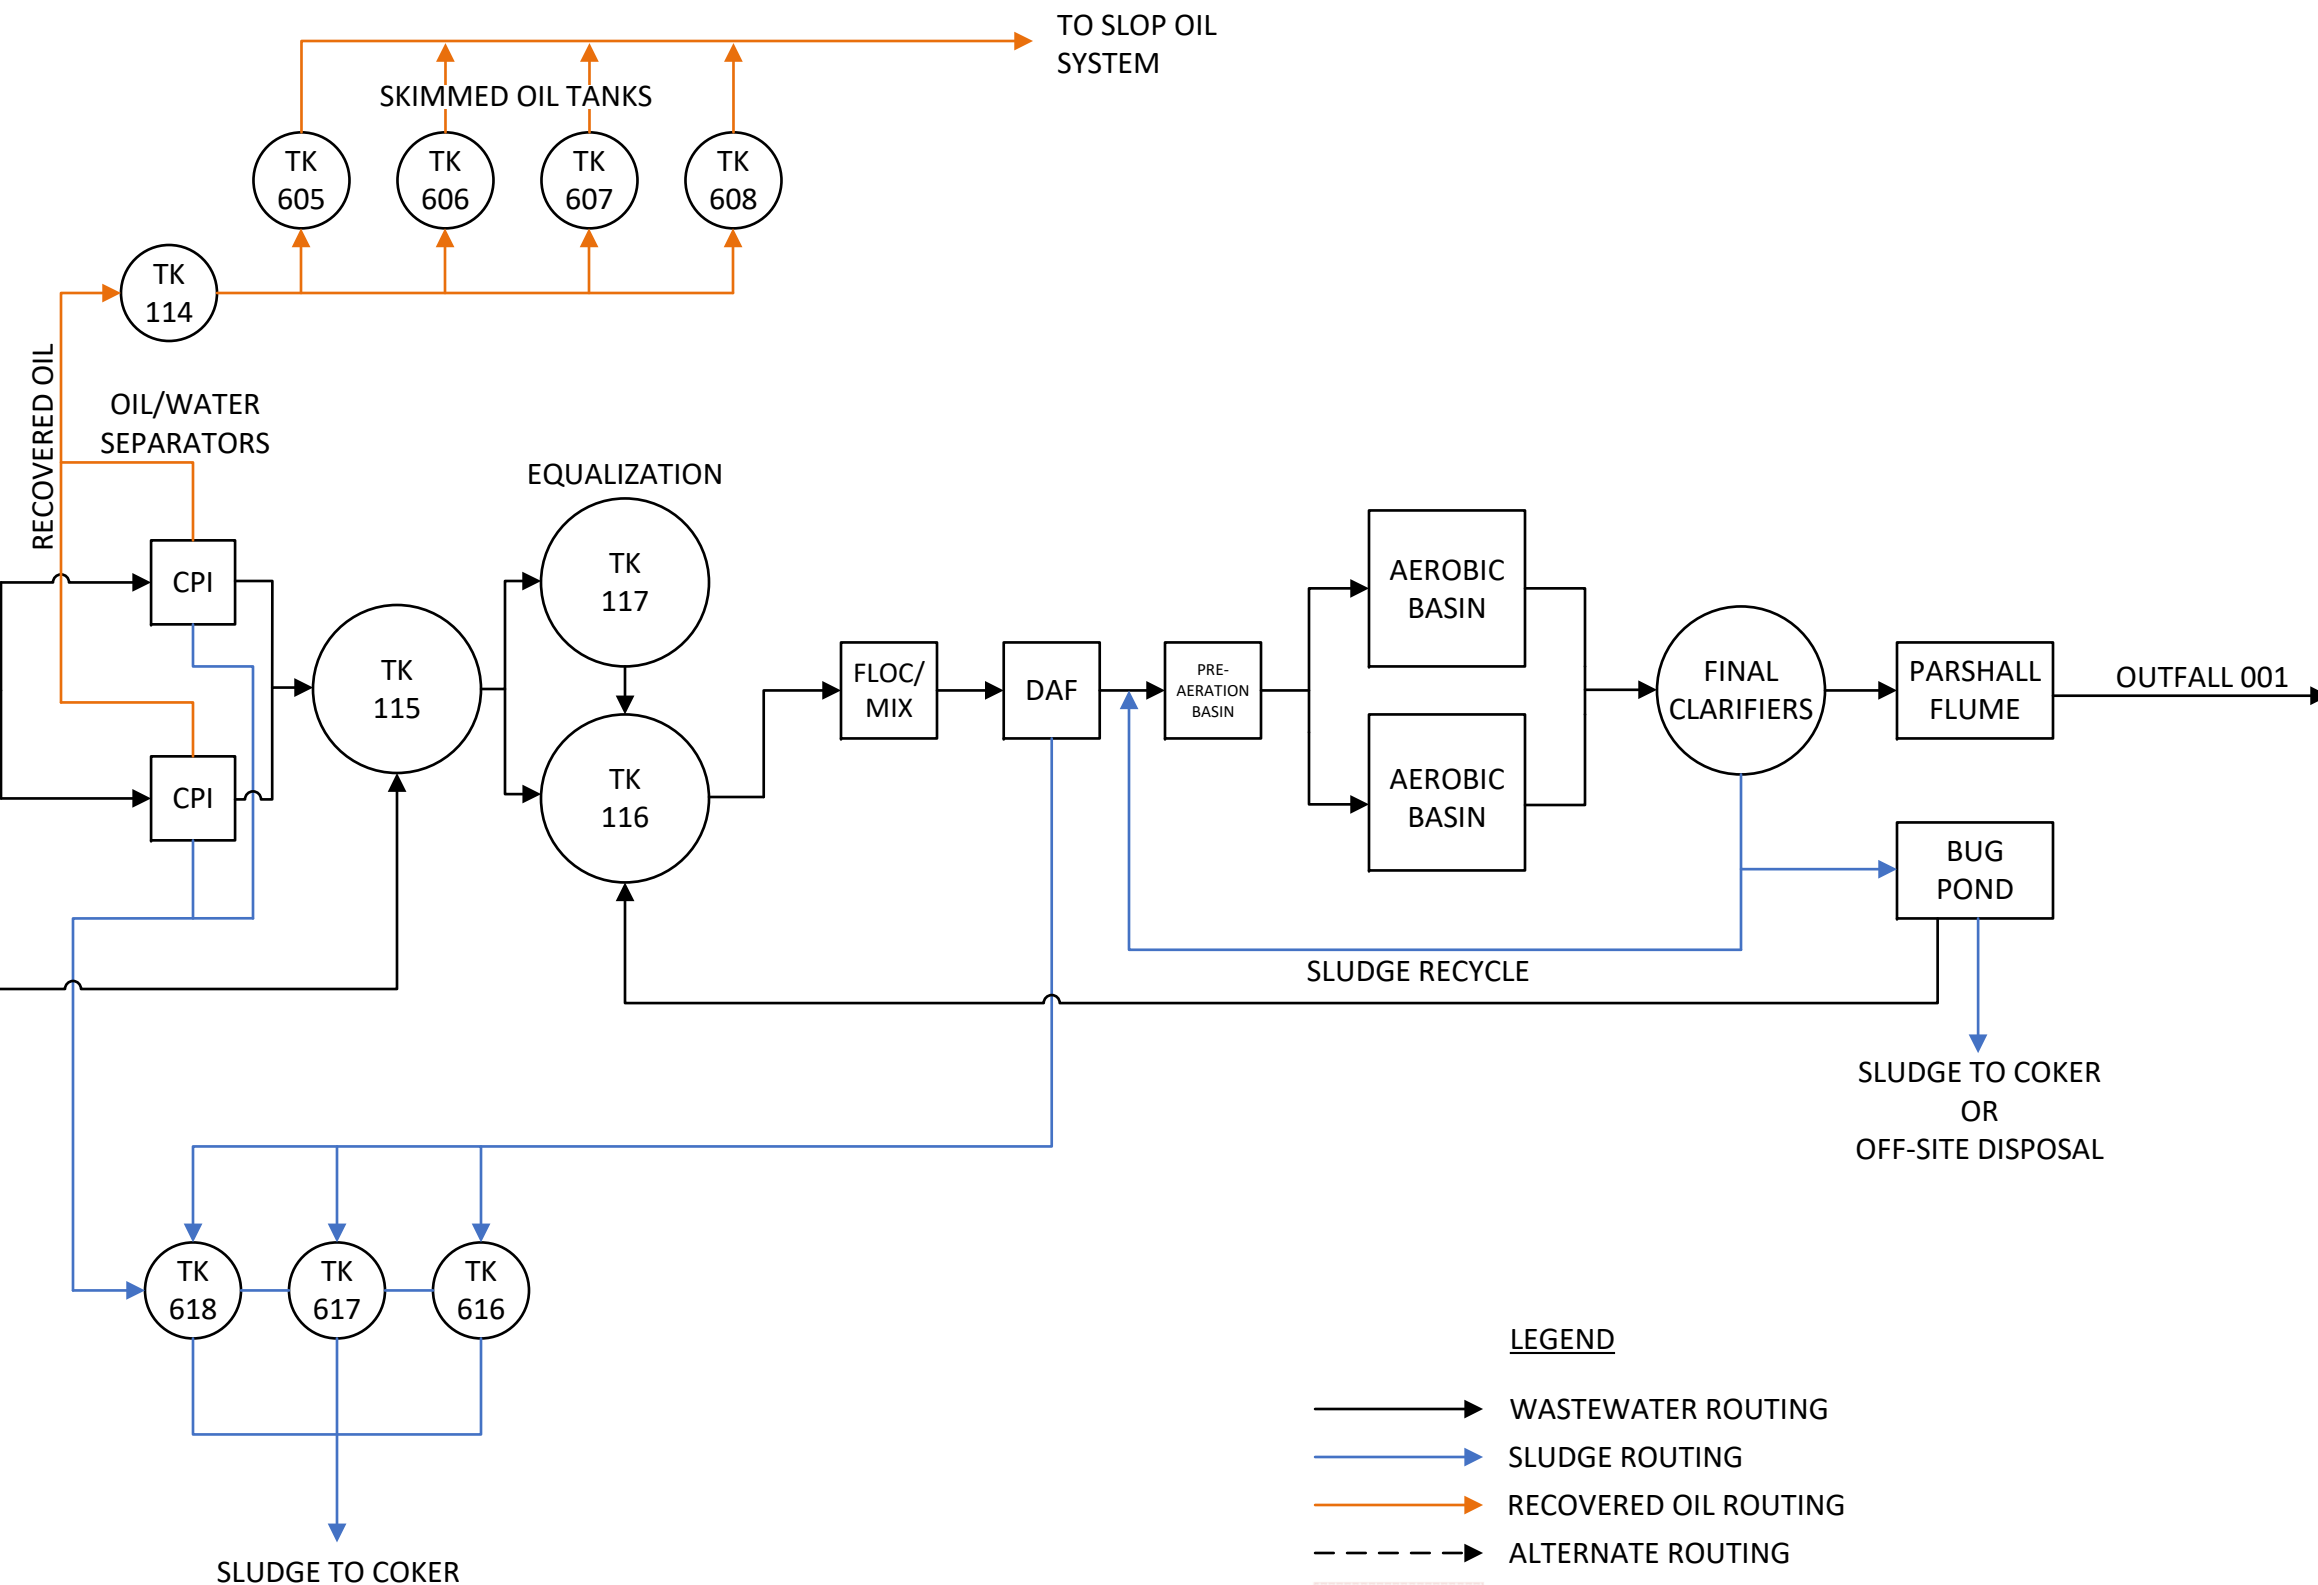 TO SLOP OIL
SYSTEM
SKIMMED OIL TANKS
TK
605
TK
606
TK
607
TK
608
TK
114
RECOVERED OIL
OIL/WATER
SEPARATORS
EQUALIZATION
CPI
CPI
TK
115
TK
117
TK
116
FLOC/
MIX
DAF
PRE-
AERATION
BASIN
AEROBIC
BASIN
AEROBIC
BASIN
FINAL
CLARIFIERS
PARSHALL
FLUME
OUTFALL 001
BUG
POND
SLUDGE RECYCLE
SLUDGE TO COKER
OR
OFF-SITE DISPOSAL
TK
618
TK
617
TK
616
SLUDGE TO COKER
LEGEND
WASTEWATER ROUTING
SLUDGE ROUTING
RECOVERED OIL ROUTING
ALTERNATE ROUTING